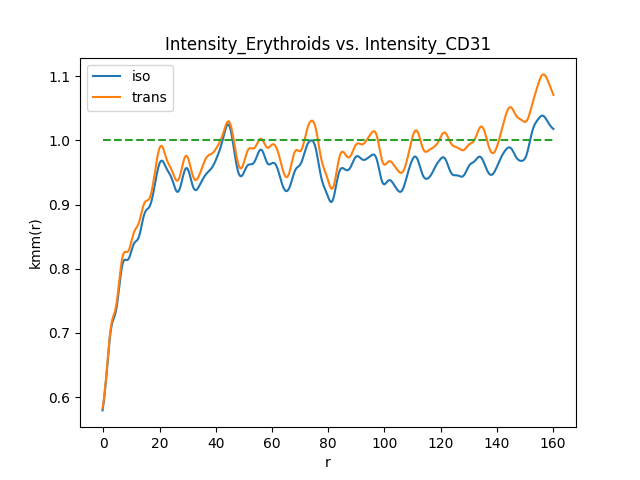 Intensity_Erythroids vs. Intensity_CD31
iso
trans
kmm(r)
1.1
1.0
0.9
0.8
0.7
0.6
0 20 40 60 80 100 120 140 160
r